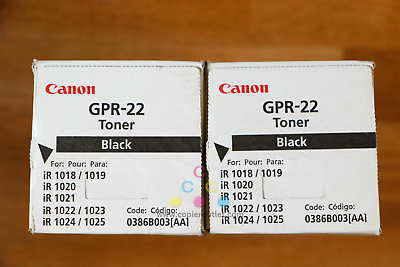 Canon
GPR-22
Toner
Black
For: Pour: Para:
iR 1018 / 1019
iR 1020
iR 1021
iR 1022 / 1023
iR 1024 / 1025
Code: Código:
0386B003[AA]
Canon
GPR-22
Toner
Black
For: Pour: Para:
iR 1018 / 1019
iR 1020
iR 1021
iR 1022 / 1023
iR 1024 / 1025
Code: Código:
0386B003[AA]